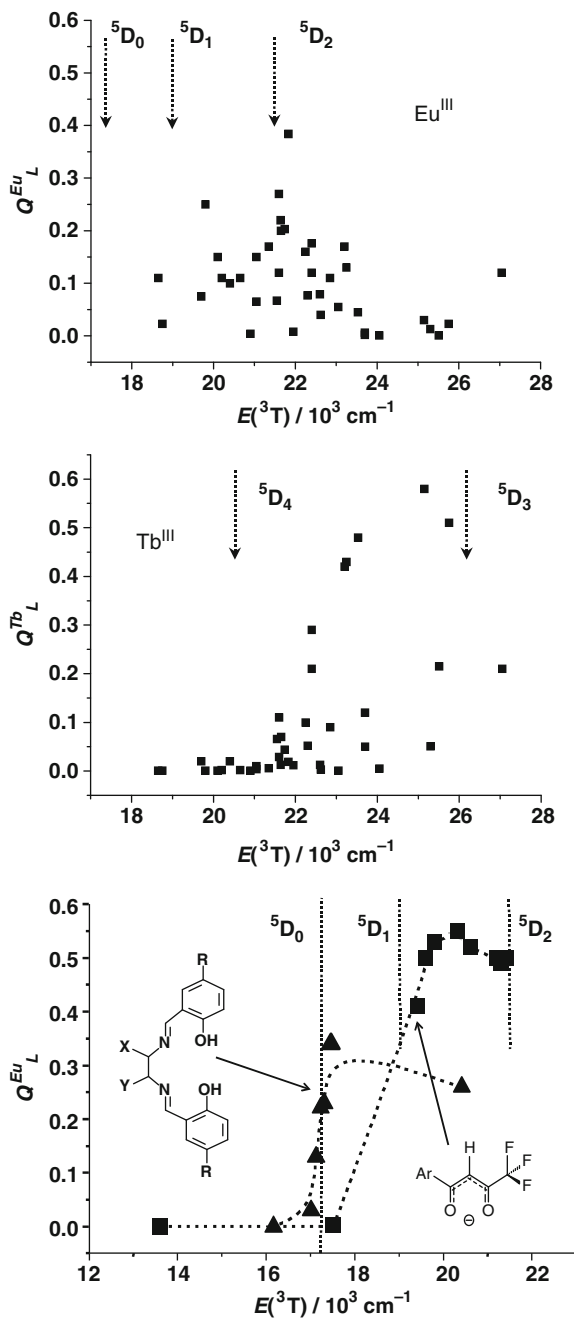 ⁵D₀ ⁵D₁ ⁵D₂
0.6
0.5
0.4
0.3
0.2
0.1
0.0
Euᴵᴵᴵ
Q^Eu_L
18 20 22 24 26 28
E(³T) / 10³ cm⁻¹
⁵D₄ ⁵D₃
0.6
0.5
0.4
0.3
0.2
0.1
0.0
Tbᴵᴵᴵ
Q^Tb_L
18 20 22 24 26 28
E(³T) / 10³ cm⁻¹
⁵D₀ ⁵D₁ ⁵D₂
0.6
0.5
0.4
0.3
0.2
0.1
0.0
Q^Eu_L
R
OH
N
X
Y
N
OH
R
H
F
F
F
Ar
O O
⊖
12 14 16 18 20 22
E(³T) / 10³ cm⁻¹